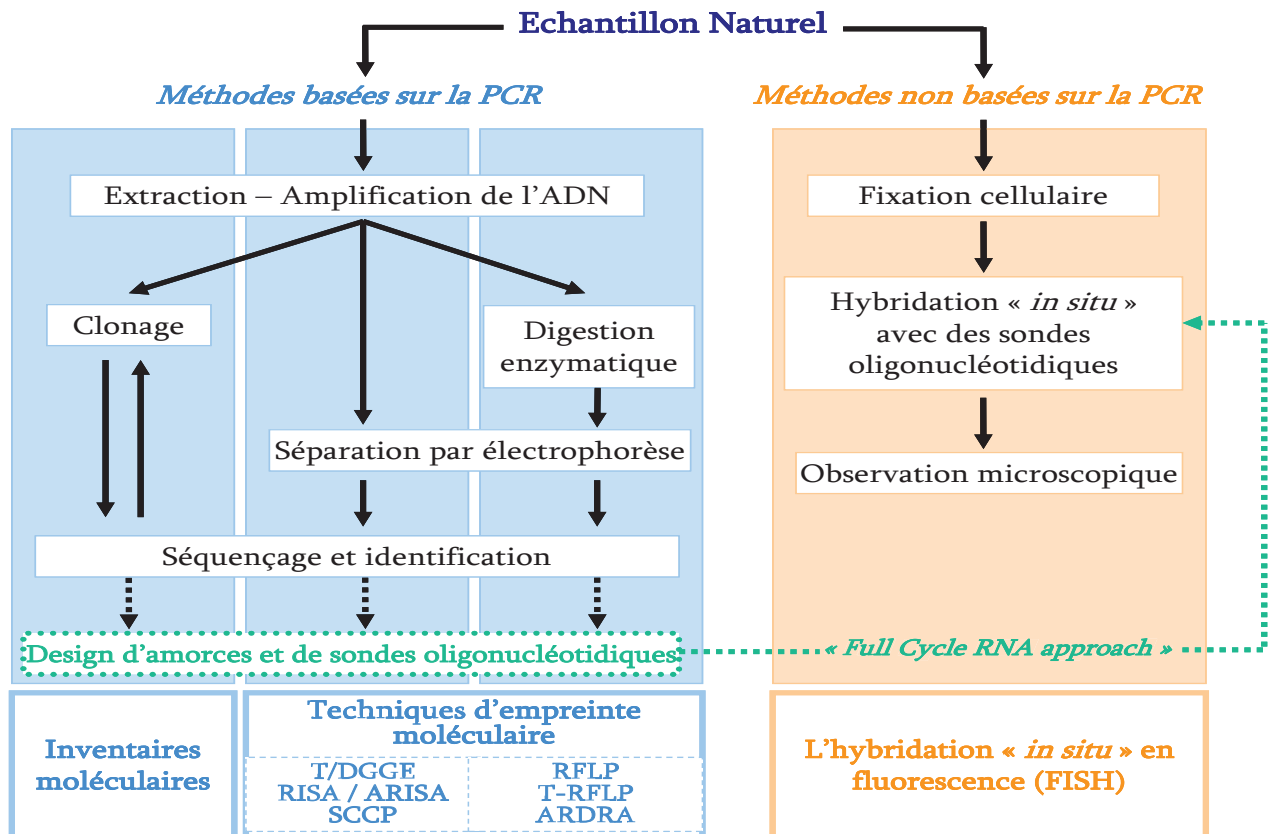 Echantillon Naturel
Méthodes basées sur la PCR
Méthodes non basées sur la PCR
Extraction – Amplification de l'ADN
Fixation cellulaire
Clonage
Digestion
enzymatique
Hybridation « in situ »
avec des sondes
oligonucléotidiques
Séparation par électrophorèse
Observation microscopique
Séquençage et identification
Design d'amorces et de sondes oligonucléotidiques
« Full Cycle RNA approach »
Inventaires
moléculaires
Techniques d'empreinte
moléculaire
T/DGGE
RISA / ARISA
SCCP
RFLP
T-RFLP
ARDRA
L'hybridation « in situ » en
fluorescence (FISH)